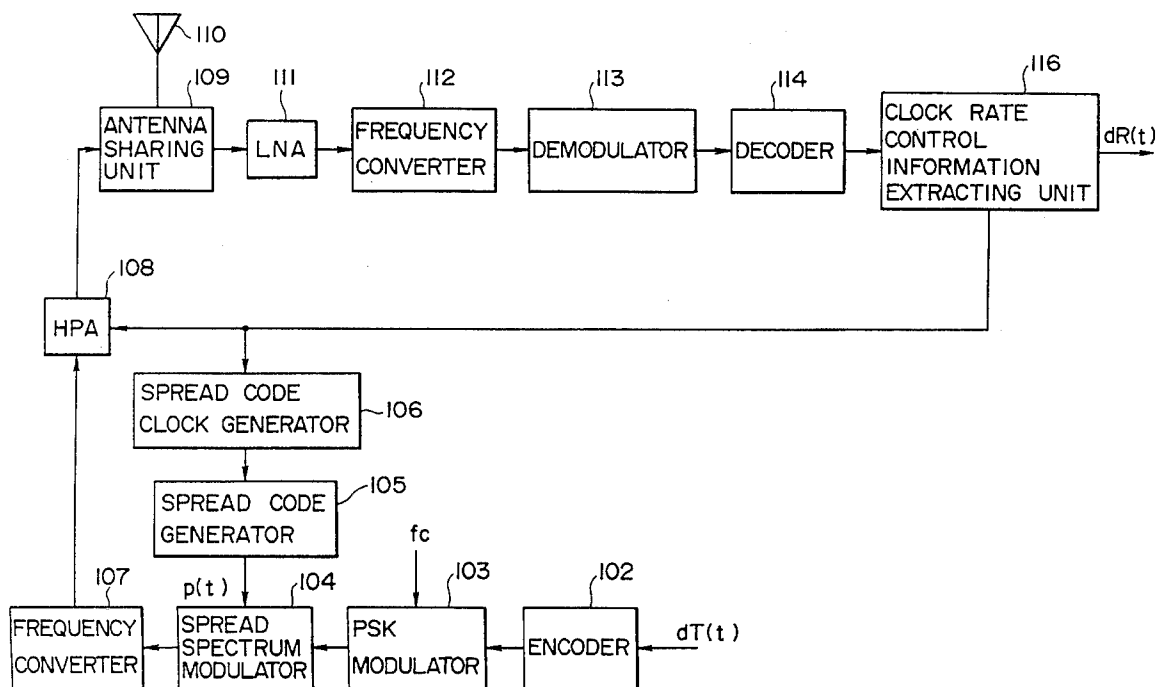 110
109
ANTENNA
SHARING
UNIT
111
LNA
112
FREQUENCY
CONVERTER
113
DEMODULATOR
114
DECODER
116
CLOCK RATE
CONTROL
INFORMATION
EXTRACTING UNIT
dR(t)
108
HPA
SPREAD CODE
CLOCK GENERATOR
106
SPREAD CODE
GENERATOR
105
fc
107
FREQUENCY
CONVERTER
p(t)
104
SPREAD
SPECTRUM
MODULATOR
103
PSK
MODULATOR
102
ENCODER
dT(t)